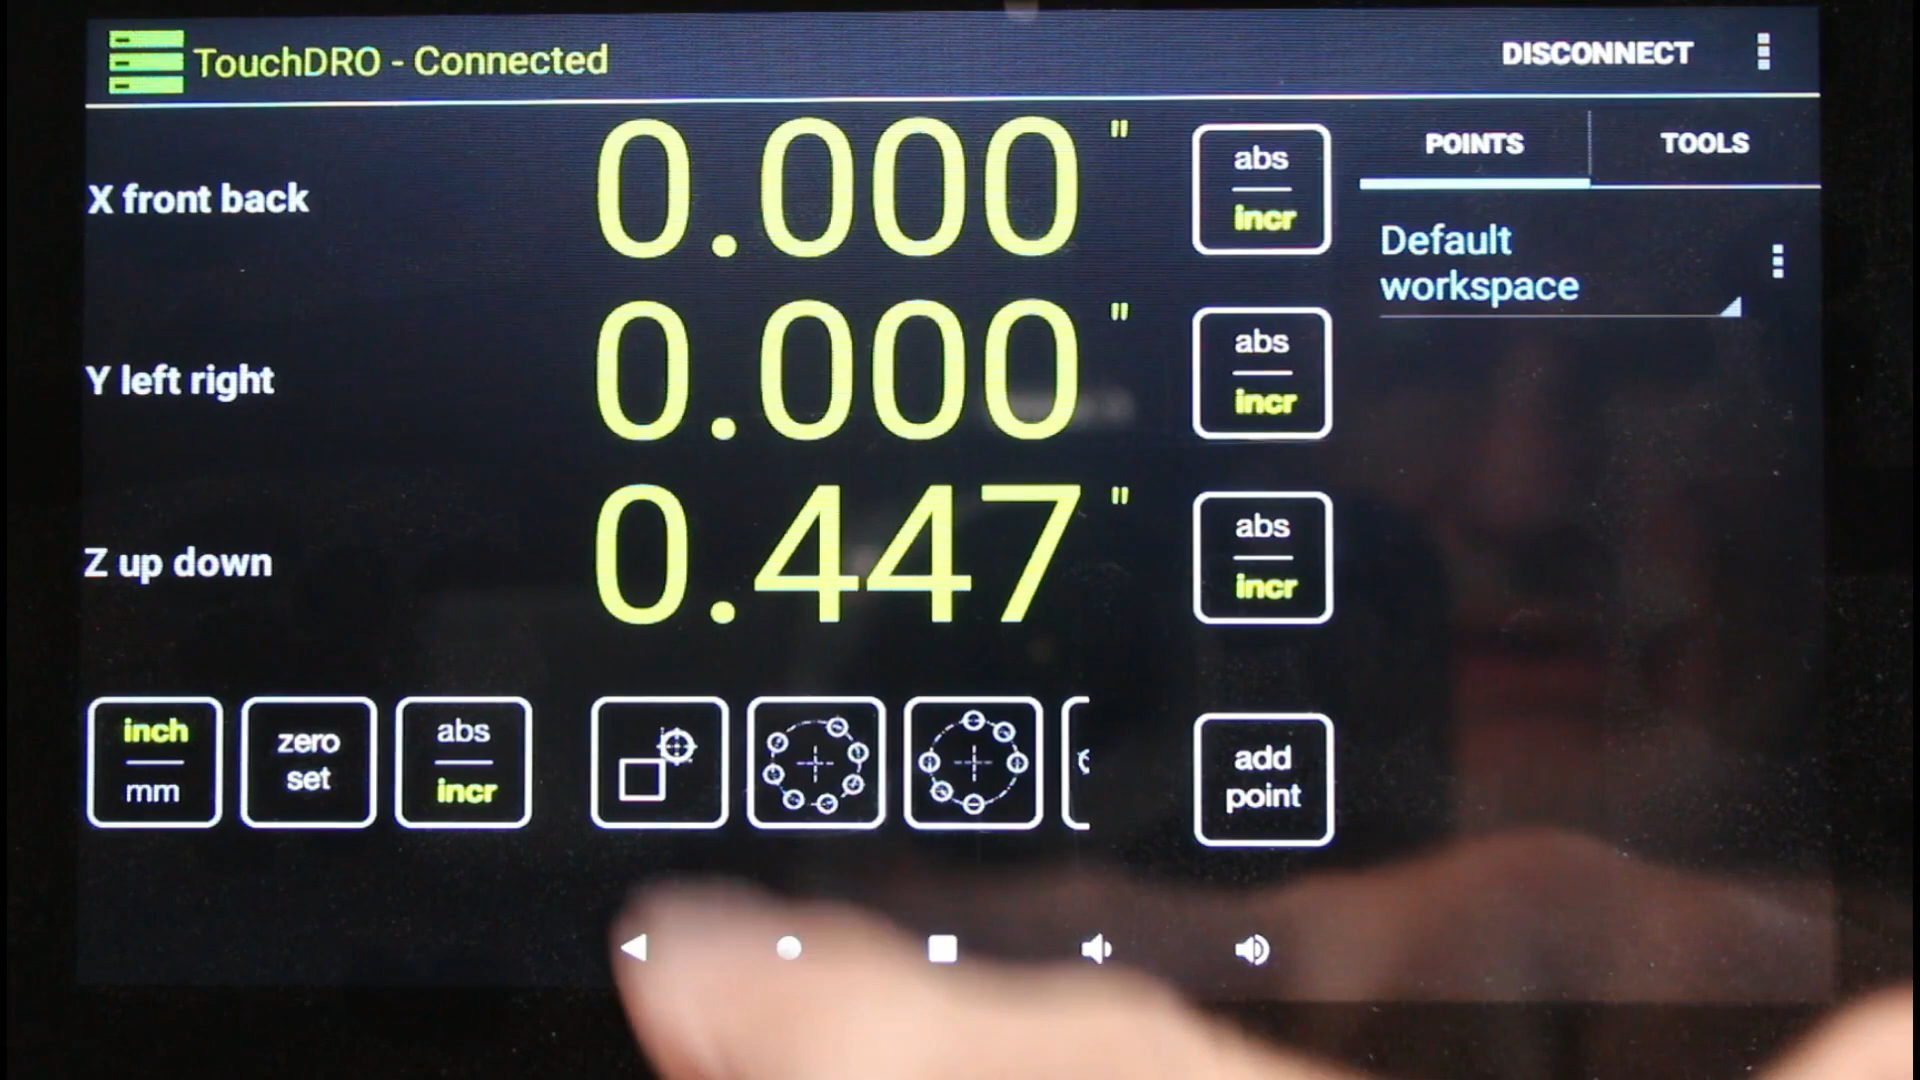 TouchDRO - Connected
DISCONNECT
X front back
0.000"
abs
incr
POINTS
TOOLS
Default
workspace
Y left right
0.000"
abs
incr
Z up down
0.447"
abs
incr
inch
mm
zero
set
abs
incr
add
point